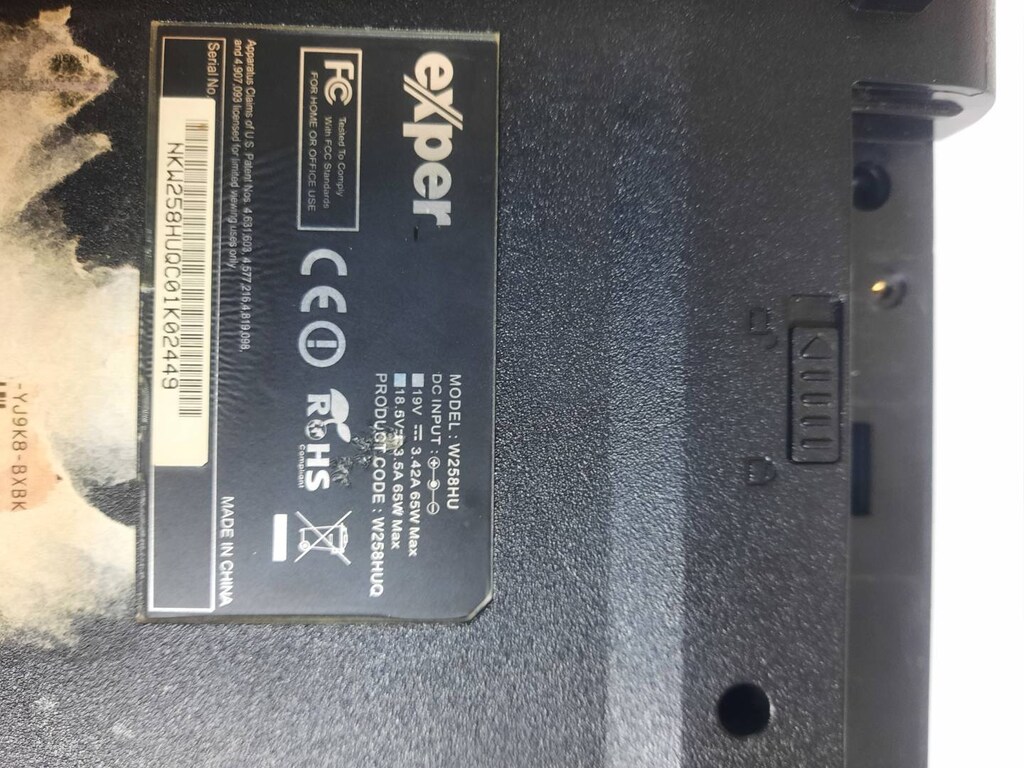 exper
MODEL : W258HU
DC INPUT :
19V 3.42A 65W Max
18.5V 3.5A 65W Max
PRODUCT CODE : W258HUQ
FC Tested To Comply
With FCC Standards
FOR HOME OR OFFICE USE
CE
RoHS
Compliant
Apparatus Claims of U.S. Patent Nos. 4,631,603, 4,577,216,4,819,098,
and 4,907,093 licensed for limited viewing uses only
MADE IN CHINA
Serial No
NKW258HUQC01K02449
-YJ9K8-BXBK